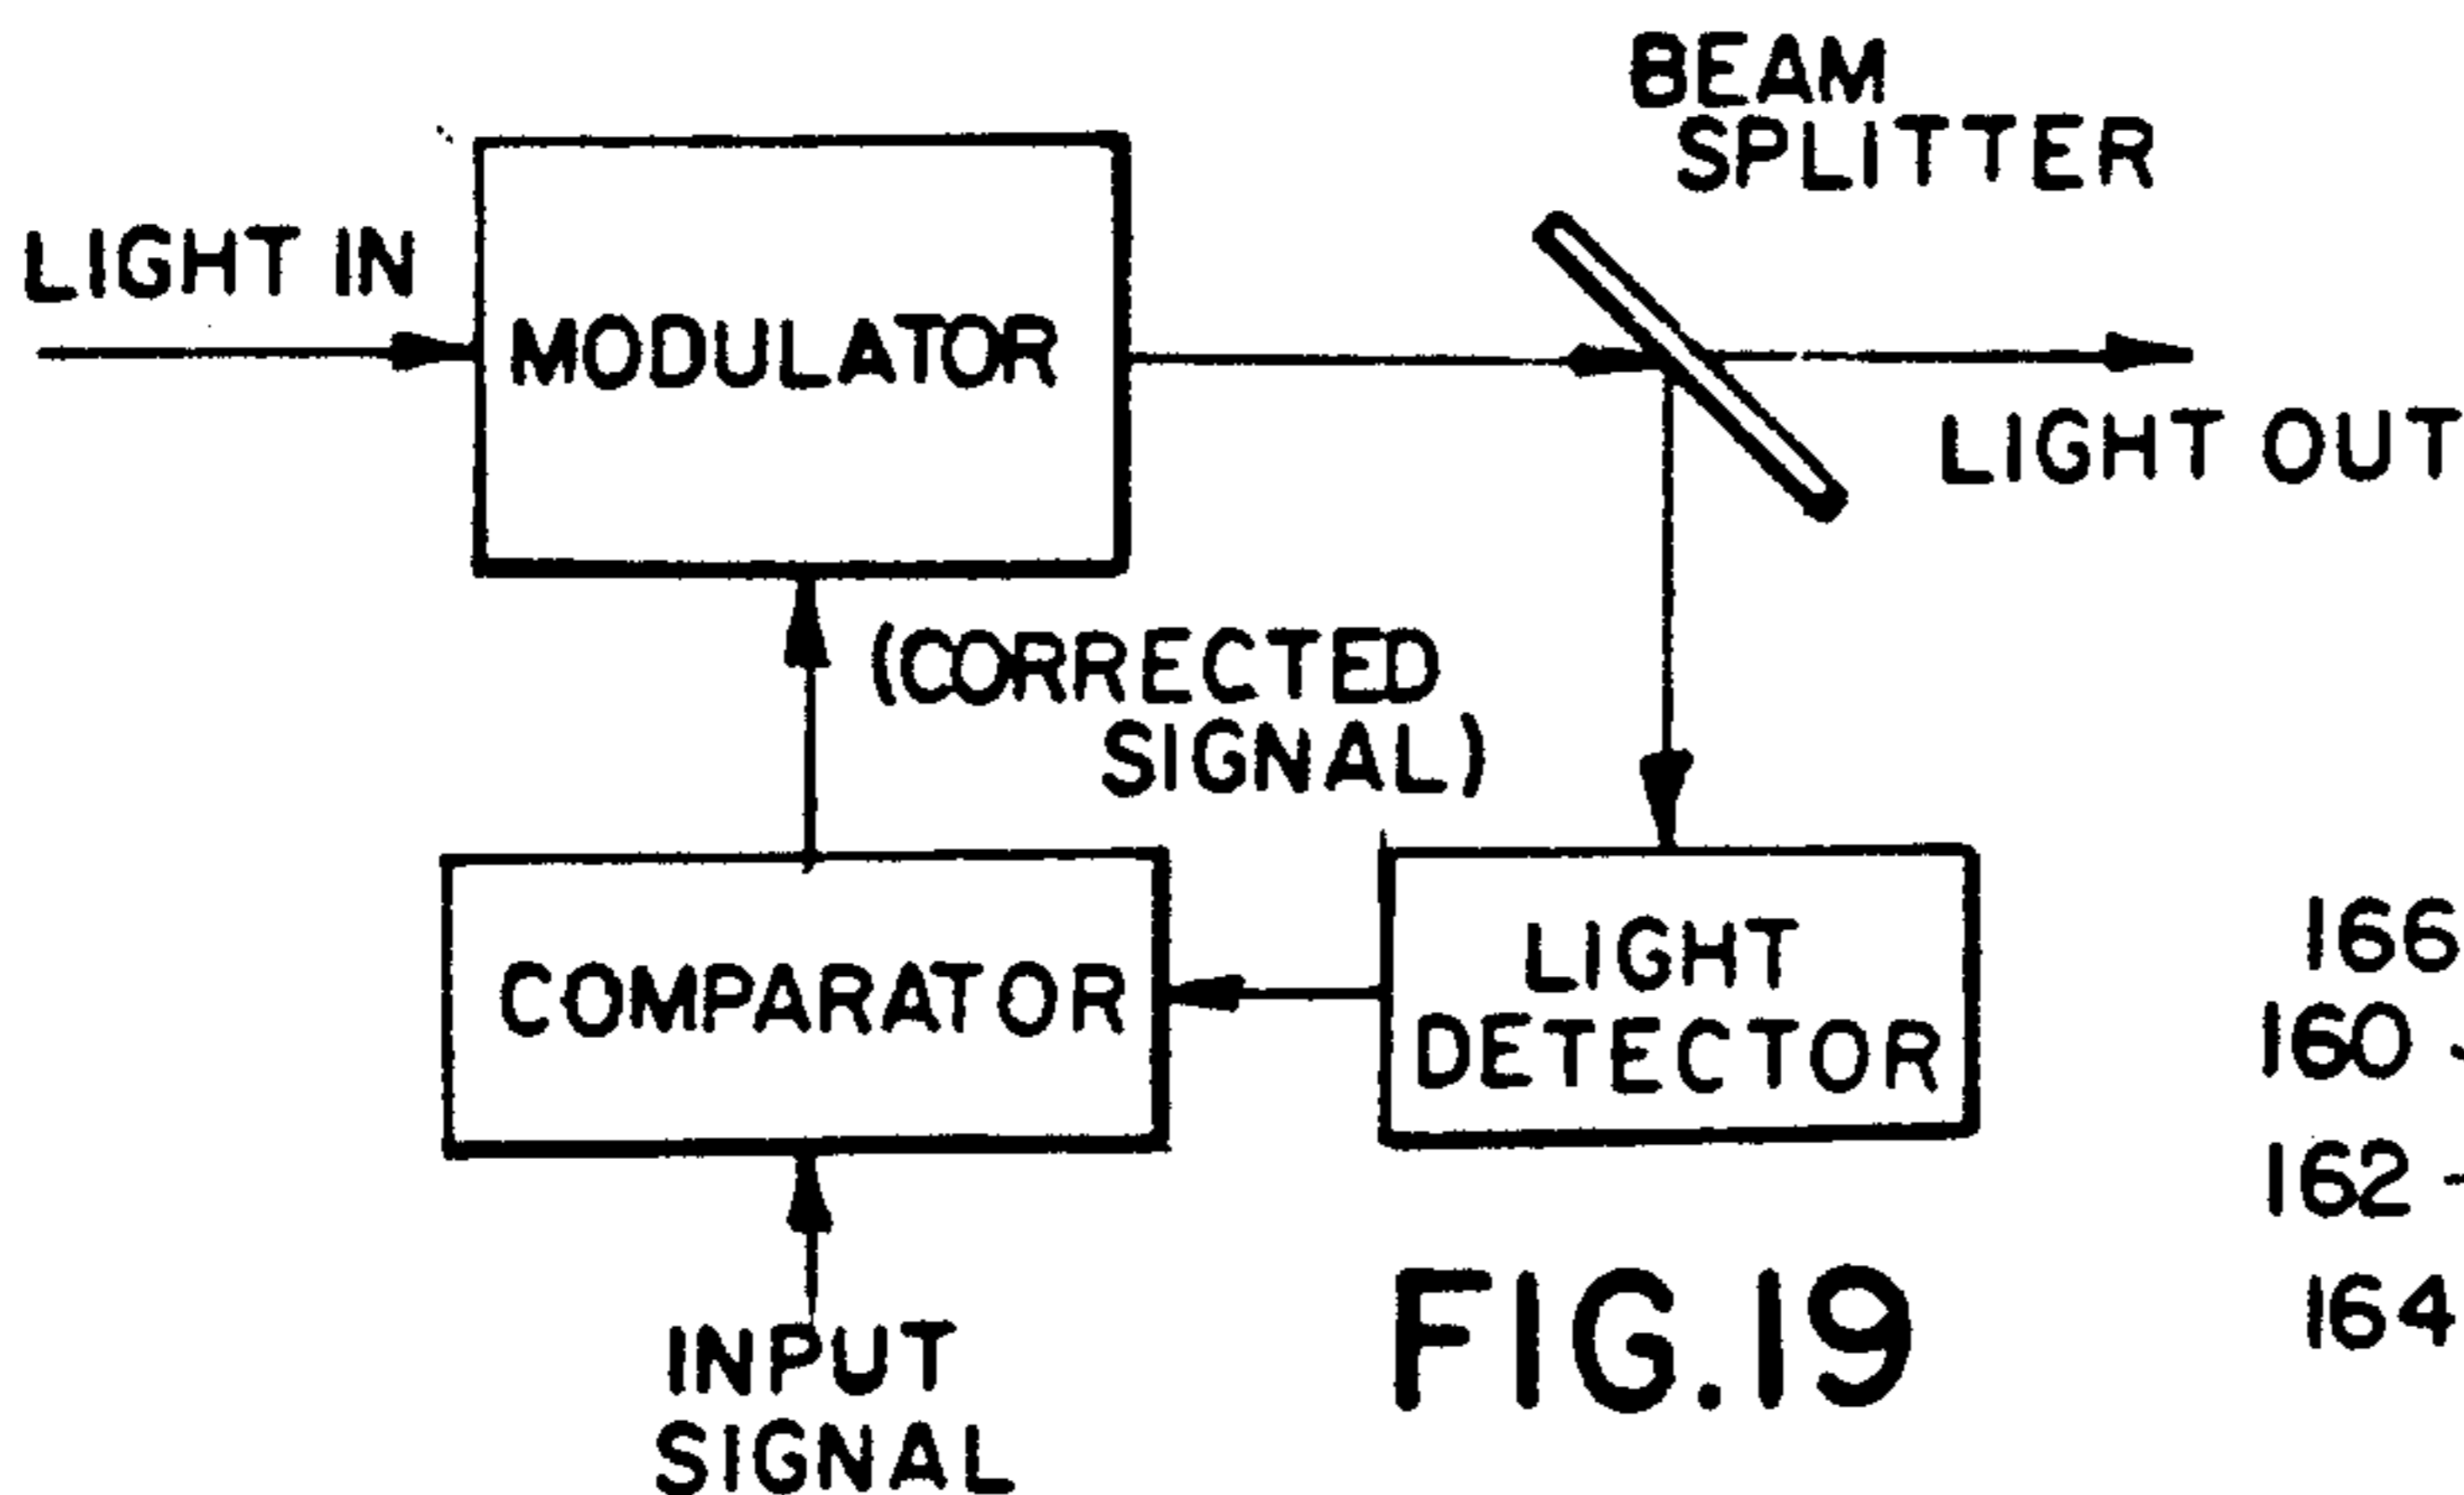 BEAM
SPLITTER
LIGHT IN
MODULATOR
LIGHT OUT
(CORRECTED
SIGNAL)
COMPARATOR
LIGHT
DETECTOR
INPUT
SIGNAL
FIG.19
166
160
162
164